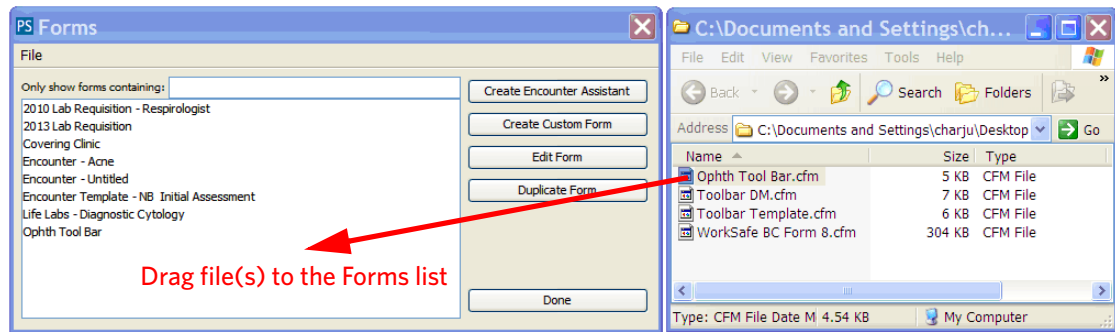 PS Forms
File
Only show forms containing:
2010 Lab Requisition - Respirologist
2013 Lab Requisition
Covering Clinic
Encounter - Acne
Encounter - Untitled
Encounter Template - NB Initial Assessment
Life Labs - Diagnostic Cytology
Ophth Tool Bar
Create Encounter Assistant
Create Custom Form
Edit Form
Duplicate Form
Done
Drag file(s) to the Forms list
C:\Documents and Settings\ch...
File Edit View Favorites Tools Help
Back Search Folders »
Address C:\Documents and Settings\charju\Desktop Go
Name Size Type
Ophth Tool Bar.cfm 5 KB CFM File
Toolbar DM.cfm 7 KB CFM File
Toolbar Template.cfm 6 KB CFM File
WorkSafe BC Form 8.cfm 304 KB CFM File
Type: CFM File Date M 4.54 KB My Computer